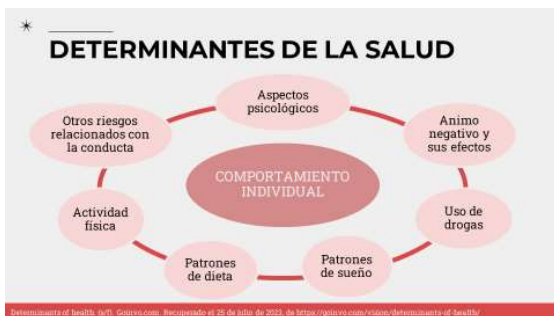 DETERMINANTES DE LA SALUD
Aspectos
psicológicos
Otros riesgos
relacionados con
la conducta
Animo
negativo y
sus efectos
COMPORTAMIENTO
INDIVIDUAL
Actividad
física
Uso de
drogas
Patrones
de dieta
Patrones
de sueño
Determinants of health. (s/f). Goinvo.com. Recuperado el 25 de julio de 2023, de https://goinvo.com/vision/determinants-of-health/